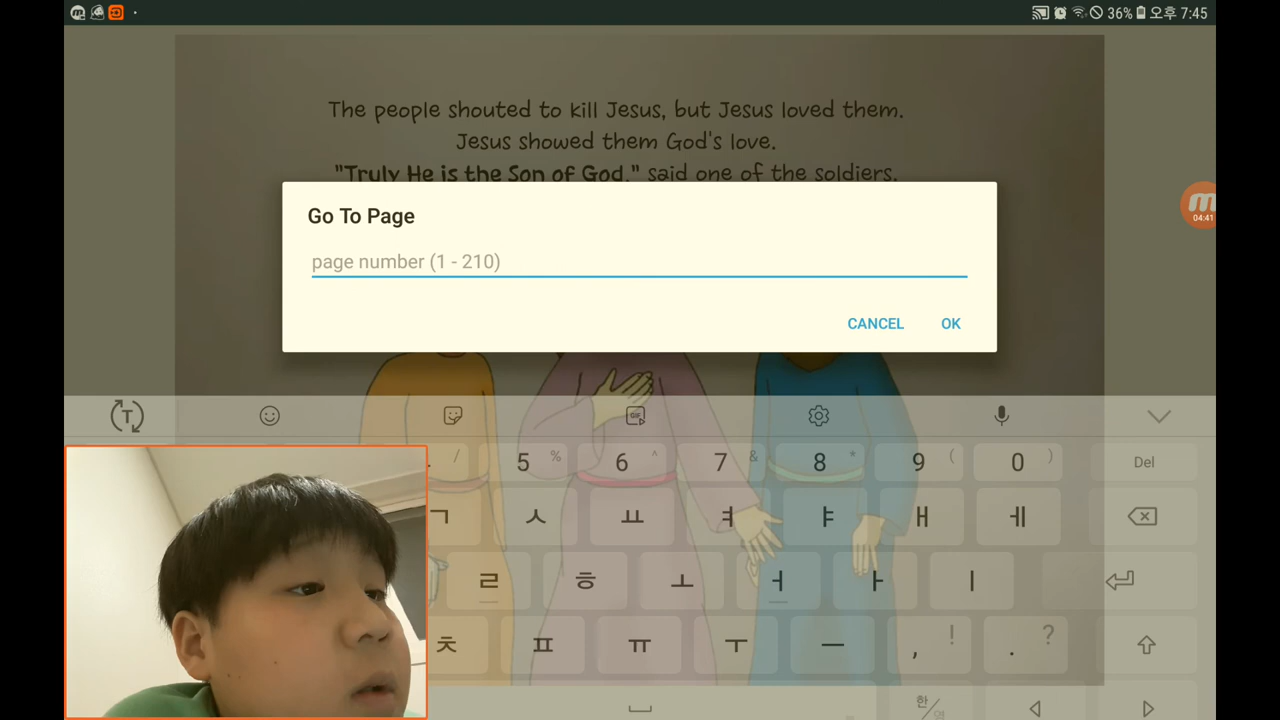 36% 오후 7:45
The people shouted to kill Jesus, but Jesus loved them.
Jesus showed them God's love.
"Truly He is the Son of God," said one of the soldiers.
Go To Page
page number (1 - 210)
CANCEL OK
04:41
T GIF
/ 5 % 6 ^ 7 & 8 * 9 ( 0 ) Del
ㄱ ㅅ ㅛ ㅕ ㅑ ㅐ ㅔ
ㄹ ㅎ ㅗ ㅓ ㅏ ㅣ
ㅊ ㅍ ㅠ ㅜ ㅡ , ! . ?
한/영